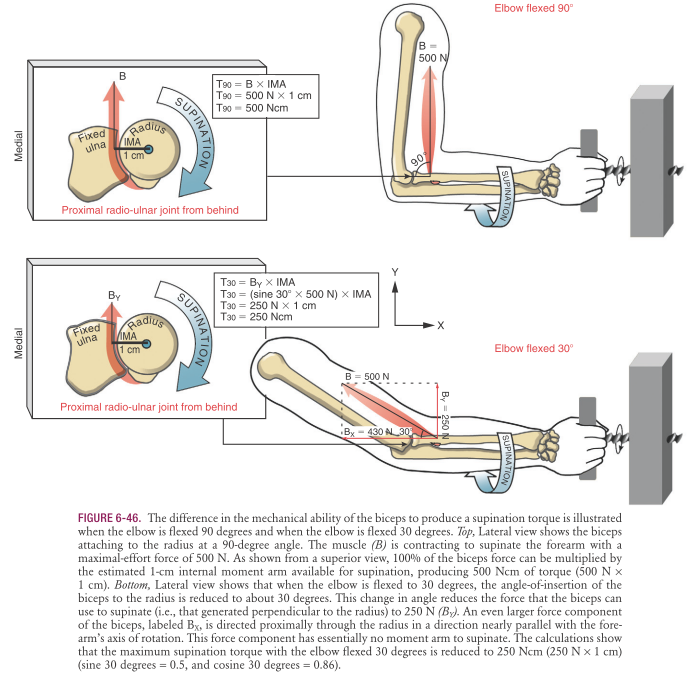 Elbow flexed 90°
B =
500 N
B
T90 = B × IMA
T90 = 500 N × 1 cm
T90 = 500 Ncm
SUPINATION
Medial
Fixed
ulna
Radius
IMA
1 cm
90°
SUPINATION
Proximal radio-ulnar joint from behind
BY
T30 = BY × IMA
T30 = (sine 30° × 500 N) × IMA
T30 = 250 N × 1 cm
T30 = 250 Ncm
Y
X
SUPINATION
Medial
Fixed
ulna
Radius
IMA
1 cm
Elbow flexed 30°
B = 500 N
BY = 250 N
BX = 430 N
30°
SUPINATION
Proximal radio-ulnar joint from behind
FIGURE 6-46. The difference in the mechanical ability of the biceps to produce a supination torque is illustrated
when the elbow is flexed 90 degrees and when the elbow is flexed 30 degrees. Top, Lateral view shows the biceps
attaching to the radius at a 90-degree angle. The muscle (B) is contracting to supinate the forearm with a
maximal-effort force of 500 N. As shown from a superior view, 100% of the biceps force can be multiplied by
the estimated 1-cm internal moment arm available for supination, producing 500 Ncm of torque (500 N ×
1 cm). Bottom, Lateral view shows that when the elbow is flexed to 30 degrees, the angle-of-insertion of the
biceps to the radius is reduced to about 30 degrees. This change in angle reduces the force that the biceps can
use to supinate (i.e., that generated perpendicular to the radius) to 250 N (BY). An even larger force component
of the biceps, labeled BX, is directed proximally through the radius in a direction nearly parallel with the fore-
arm's axis of rotation. This force component has essentially no moment arm to supinate. The calculations show
that the maximum supination torque with the elbow flexed 30 degrees is reduced to 250 Ncm (250 N × 1 cm)
(sine 30 degrees = 0.5, and cosine 30 degrees = 0.86).